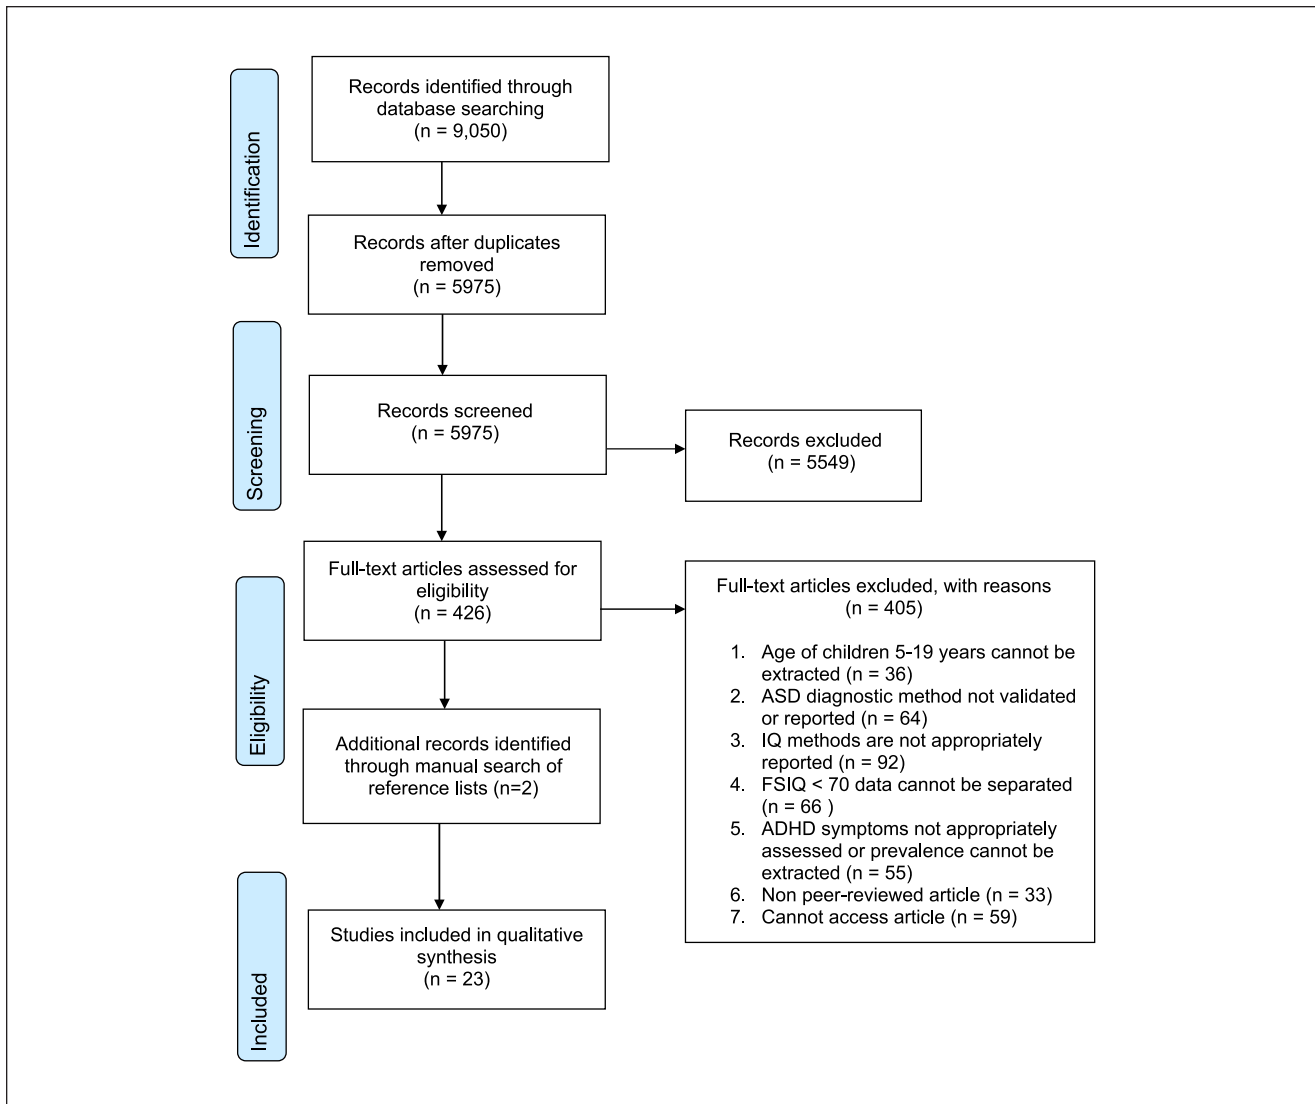 Identification
Records identified through
database searching
(n = 9,050)
Records after duplicates
removed
(n = 5975)
Screening
Records screened
(n = 5975)
Records excluded
(n = 5549)
Eligibility
Full-text articles assessed for
eligibility
(n = 426)
Full-text articles excluded, with reasons
(n = 405)
1. Age of children 5-19 years cannot be
extracted (n = 36)
2. ASD diagnostic method not validated
or reported (n = 64)
3. IQ methods are not appropriately
reported (n = 92)
4. FSIQ < 70 data cannot be separated
(n = 66 )
5. ADHD symptoms not appropriately
assessed or prevalence cannot be
extracted (n = 55)
6. Non peer-reviewed article (n = 33)
7. Cannot access article (n = 59)
Additional records identified
through manual search of
reference lists (n=2)
Included
Studies included in qualitative
synthesis
(n = 23)